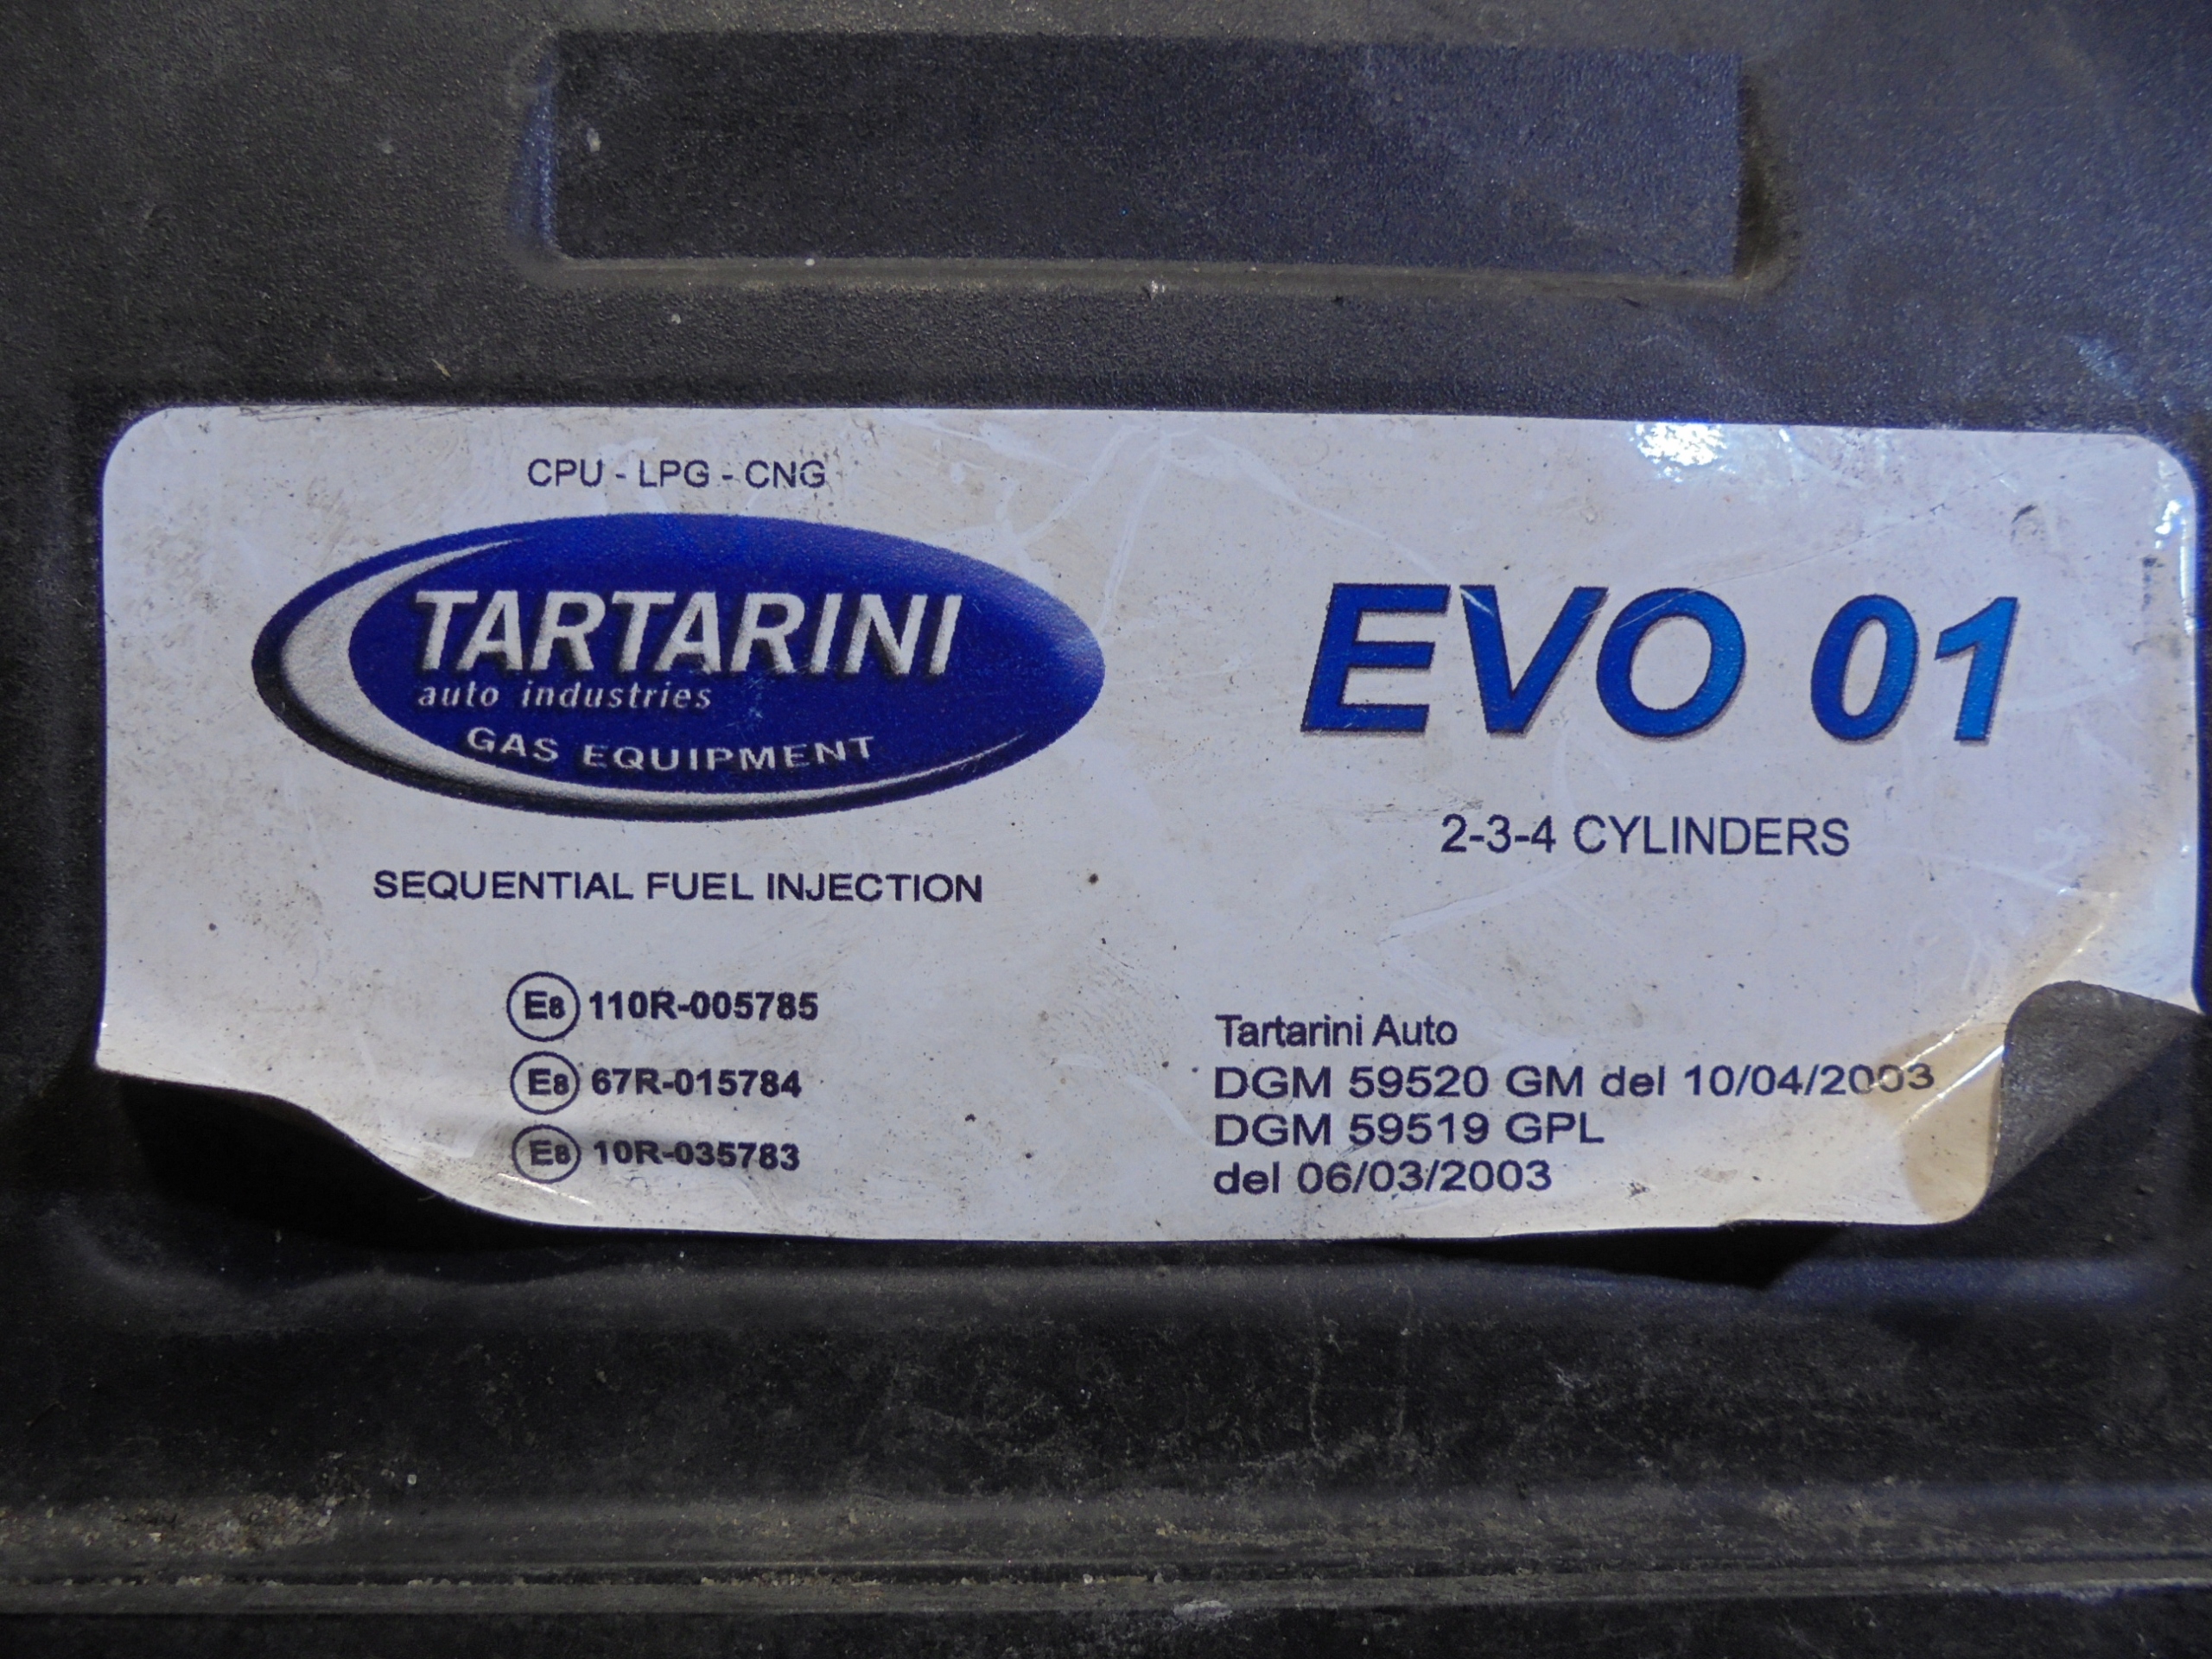 CPU - LPG - CNG
TARTARINI
auto industries
GAS EQUIPMENT
SEQUENTIAL FUEL INJECTION
E8 110R-005785
E8 67R-015784
E8 10R-035783
EVO 01
2-3-4 CYLINDERS
Tartarini Auto
DGM 59520 GM del 10/04/2003
DGM 59519 GPL
del 06/03/2003